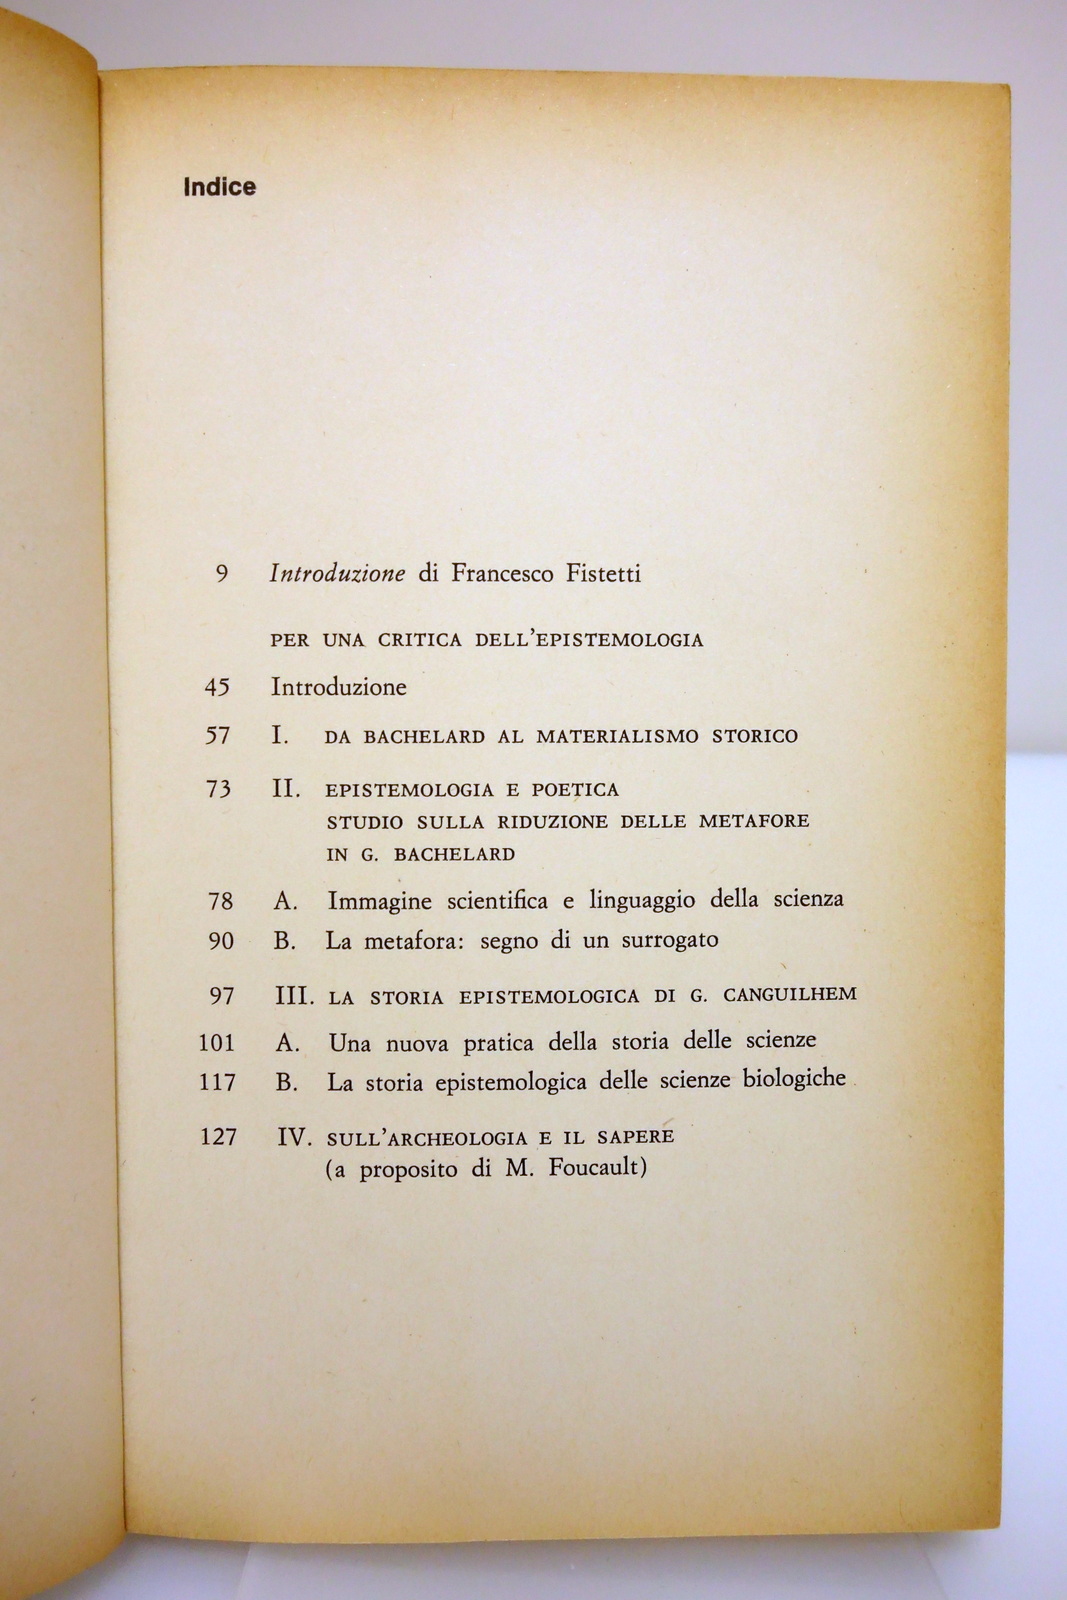 Indice
9 Introduzione di Francesco Fistetti
PER UNA CRITICA DELL'EPISTEMOLOGIA
45 Introduzione
57 I. DA BACHELARD AL MATERIALISMO STORICO
73 II. EPISTEMOLOGIA E POETICA
STUDIO SULLA RIDUZIONE DELLE METAFORE
IN G. BACHELARD
78 A. Immagine scientifica e linguaggio della scienza
90 B. La metafora: segno di un surrogato
97 III. LA STORIA EPISTEMOLOGICA DI G. CANGUILHEM
101 A. Una nuova pratica della storia delle scienze
117 B. La storia epistemologica delle scienze biologiche
127 IV. SULL'ARCHEOLOGIA E IL SAPERE
(a proposito di M. Foucault)